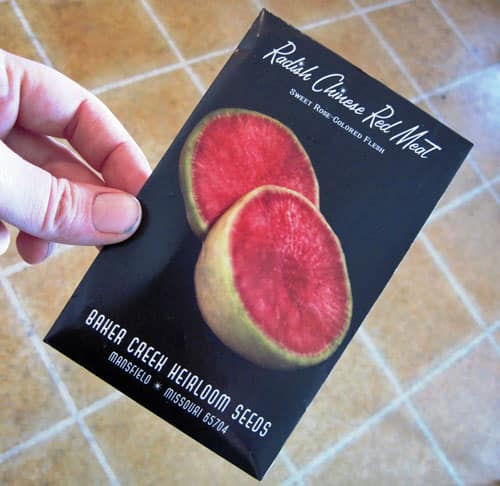 Radish Chinese Red Meat
Sweet Rose-Colored Flesh
BAKER CREEK HEIRLOOM SEEDS
MANSFIELD * MISSOURI 65704